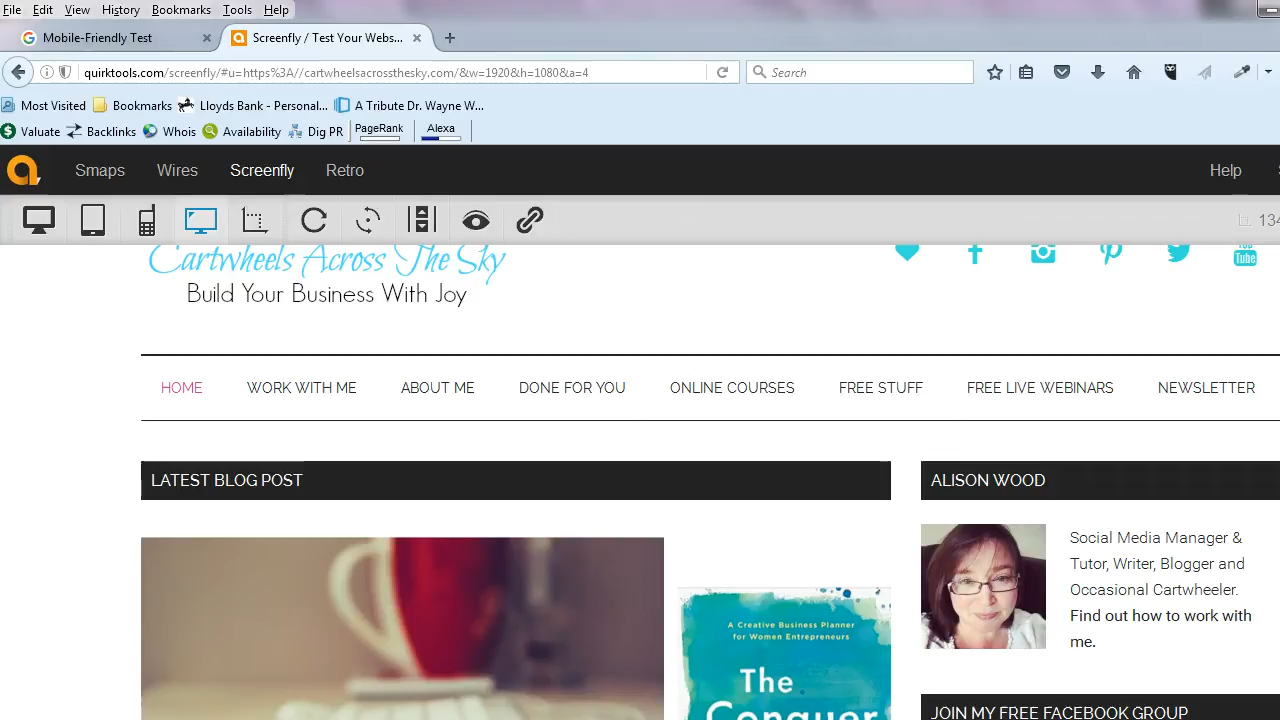 File Edit View History Bookmarks Tools Help
Mobile-Friendly Test × Screenfly / Test Your Webs... × +
quirktools.com/screenfly/#u=https%3A//cartwheelsacrossthesky.com/&w=1920&h=1080&a=4 Search
Most Visited Bookmarks Lloyds Bank - Personal... A Tribute Dr. Wayne W...
Valuate Backlinks Whois Availability Dig PR PageRank Alexa
Smaps Wires Screenfly Retro Help
134
Cartwheels Across The Sky
Build Your Business With Joy
You Tube
HOME WORK WITH ME ABOUT ME DONE FOR YOU ONLINE COURSES FREE STUFF FREE LIVE WEBINARS NEWSLETTER
LATEST BLOG POST
A Creative Business Planner
for Women Entrepreneurs
The
Conquer
ALISON WOOD
Social Media Manager &
Tutor, Writer, Blogger and
Occasional Cartwheeler.
Find out how to work with
me.
JOIN MY FREE FACEBOOK GROUP